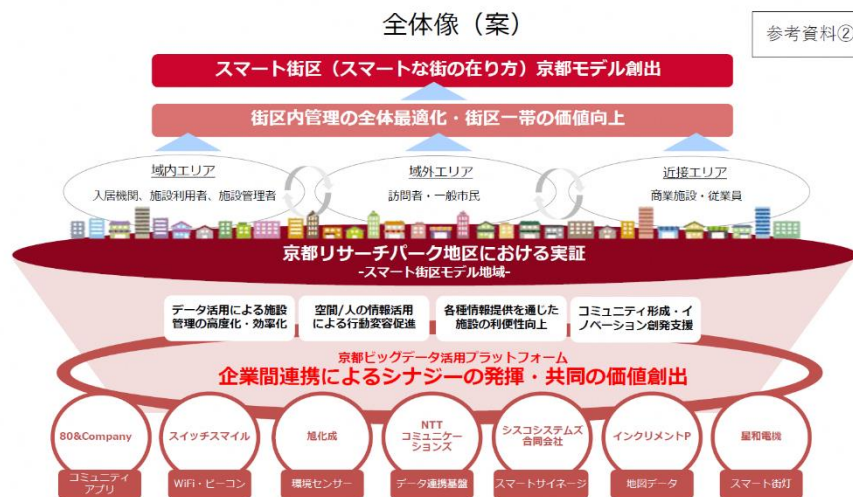 全体像（案）
参考資料②
スマート街区（スマートな街の在り方）京都モデル創出
街区内管理の全体最適化・街区一帯の価値向上
域内エリア
入居機関、施設利用者、施設管理者
域外エリア
訪問者・一般市民
近接エリア
商業施設・従業員
京都リサーチパーク地区における実証
-スマート街区モデル地域-
データ活用による施設
管理の高度化・効率化
空間/人の情報活用
による行動変容促進
各種情報提供を通じた
施設の利便性向上
コミュニティ形成・イ
ノベーション創発支援
京都ビッグデータ活用プラットフォーム
企業間連携によるシナジーの発揮・共同の価値創出
80&Company
コミュニティ
アプリ
スイッチスマイル
WiFi・ビーコン
旭化成
環境センサー
NTT
コミュニケー
ションズ
データ連携基盤
シスコシステムズ
合同会社
スマートサイネージ
インクリメントP
地図データ
星和電機
スマート街灯